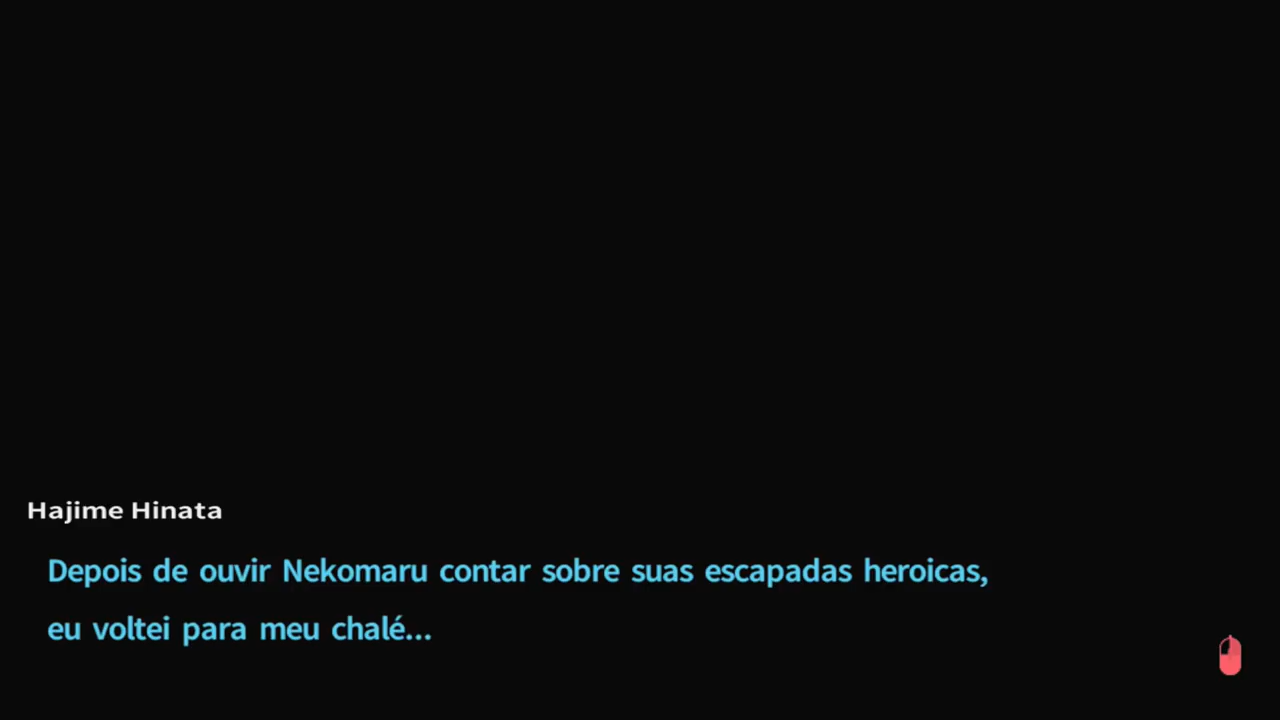 Hajime Hinata
Depois de ouvir Nekomaru contar sobre suas escapadas heroicas,
eu voltei para meu chalé...